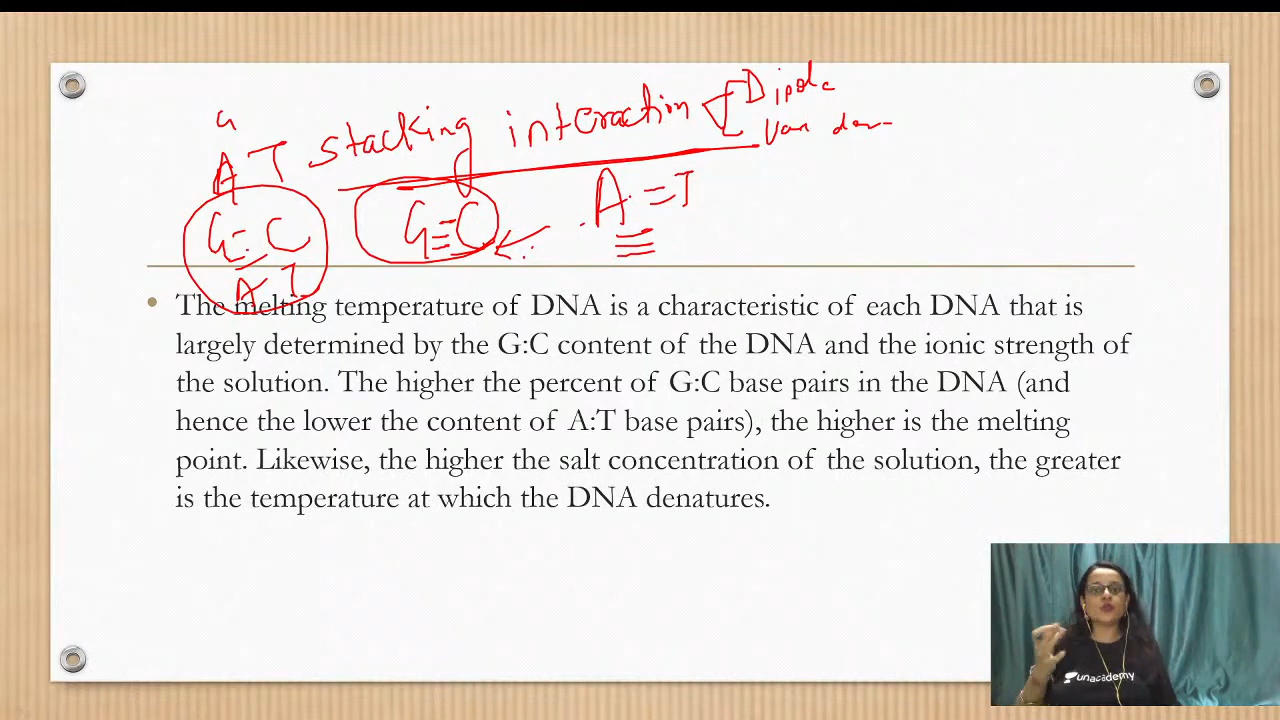 Dipole
Van der
G
A T stacking interaction
G≡C G≡C A=T
A T
• The melting temperature of DNA is a characteristic of each DNA that is
largely determined by the G:C content of the DNA and the ionic strength of
the solution. The higher the percent of G:C base pairs in the DNA (and
hence the lower the content of A:T base pairs), the higher is the melting
point. Likewise, the higher the salt concentration of the solution, the greater
is the temperature at which the DNA denatures.
unacademy